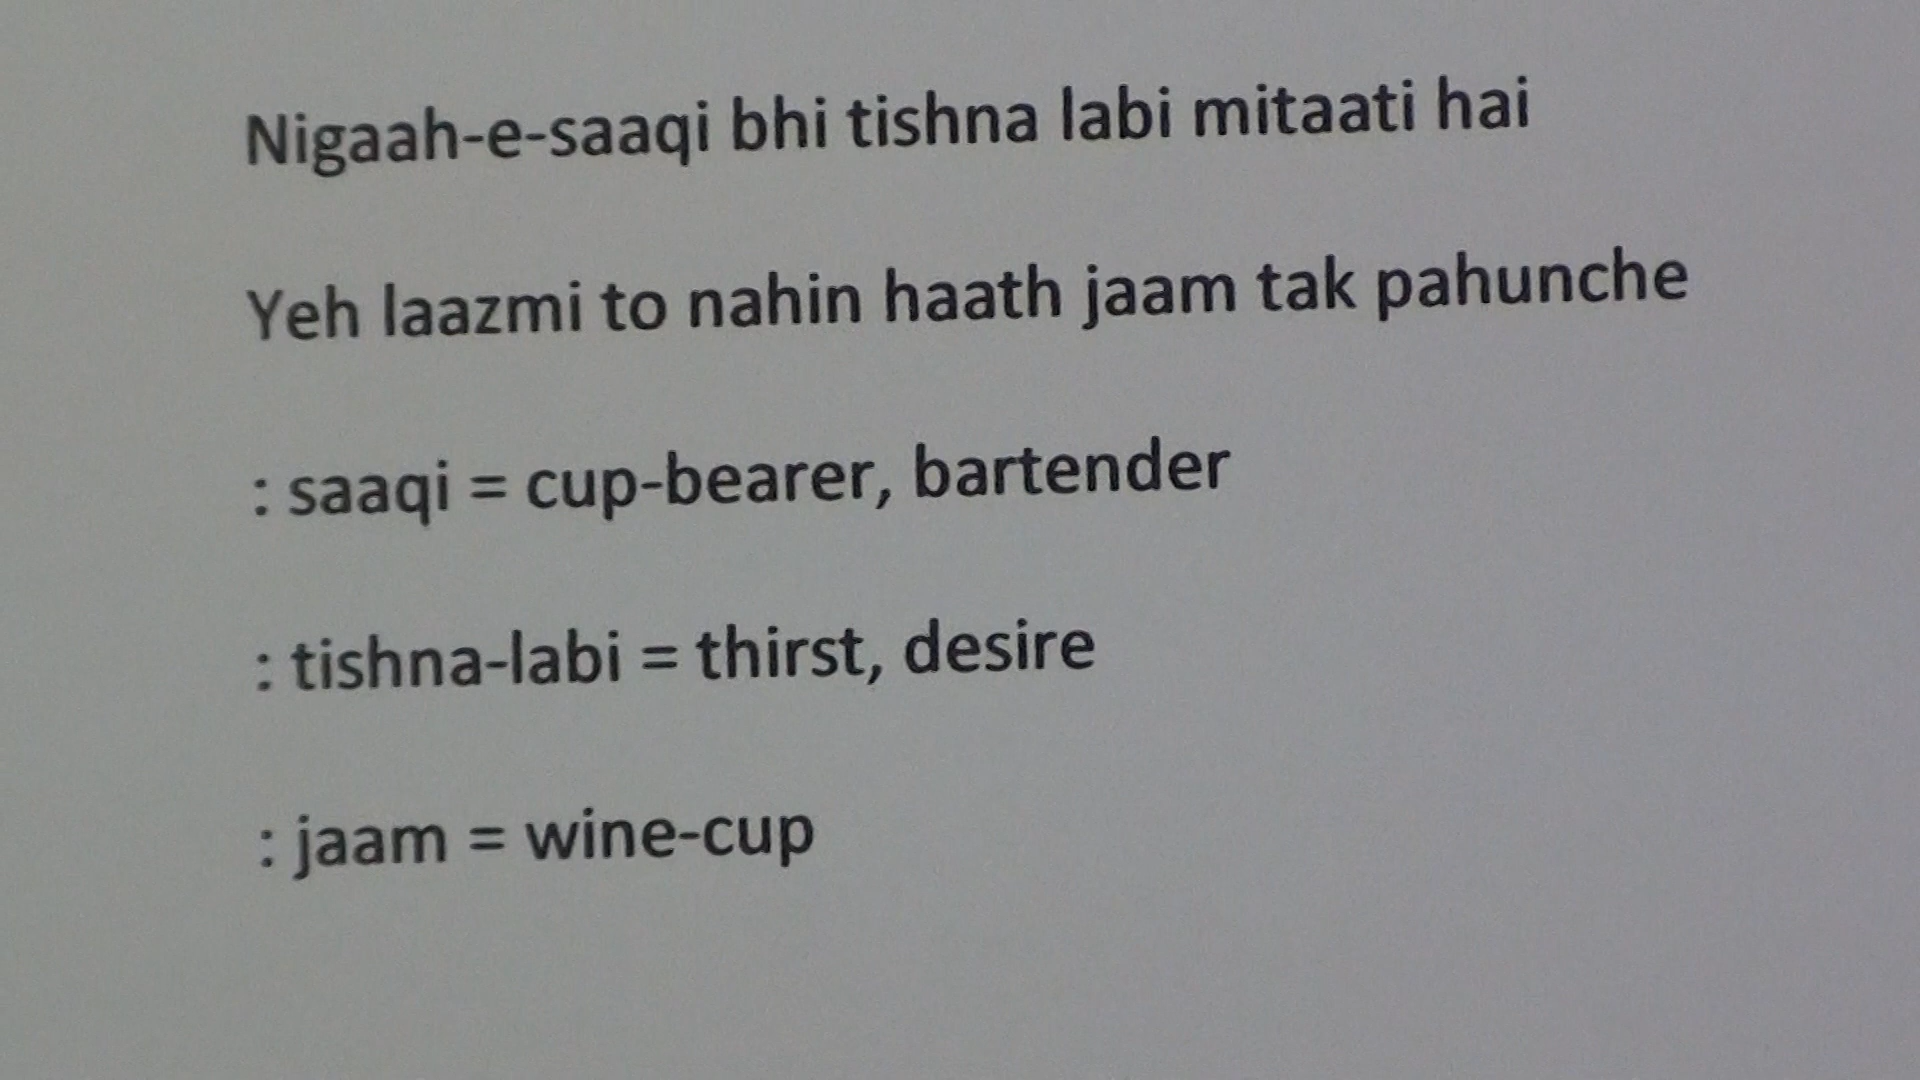 Nigaah-e-saaqi bhi tishna labi mitaati hai
Yeh laazmi to nahin haath jaam tak pahunche
: saaqi = cup-bearer, bartender
: tishna-labi = thirst, desire
: jaam = wine-cup